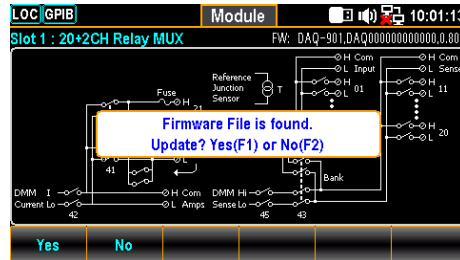 LOC GPIB Module 10:01:13
Slot 1 : 20+2CH Relay MUX FW: DAQ-901,DAQ000000000000,0.80
H Com H Com
L Input L Sense
Reference
Junction T
Sensor
Fuse
H 21
H 01 H 11
L L
Firmware File is found.
Update? Yes(F1) or No(F2)
H 20
L
41
Bank
DMM I H Com DMM Hi
Current Lo L Amps Sense Lo
42 45 43
Yes No